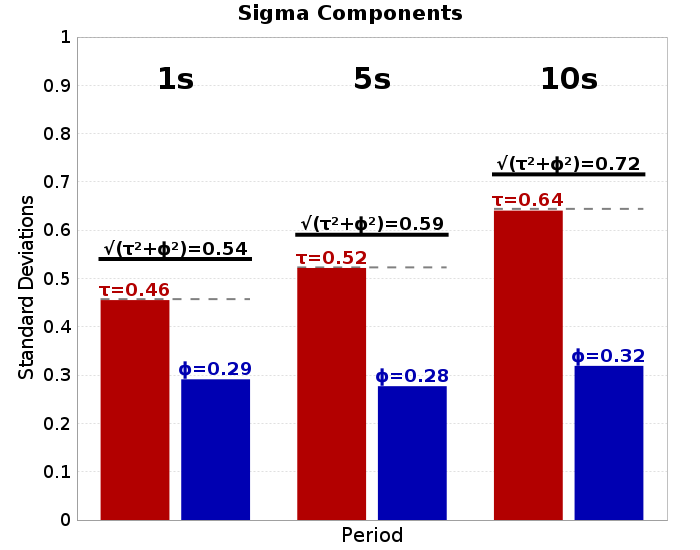 Sigma Components
1
0.9
0.8
0.7
0.6
0.5
0.4
0.3
0.2
0.1
0
Standard Deviations
1s
5s
10s
√(τ²+ϕ²)=0.54
τ=0.46
ϕ=0.29
√(τ²+ϕ²)=0.59
τ=0.52
ϕ=0.28
√(τ²+ϕ²)=0.72
τ=0.64
ϕ=0.32
Period